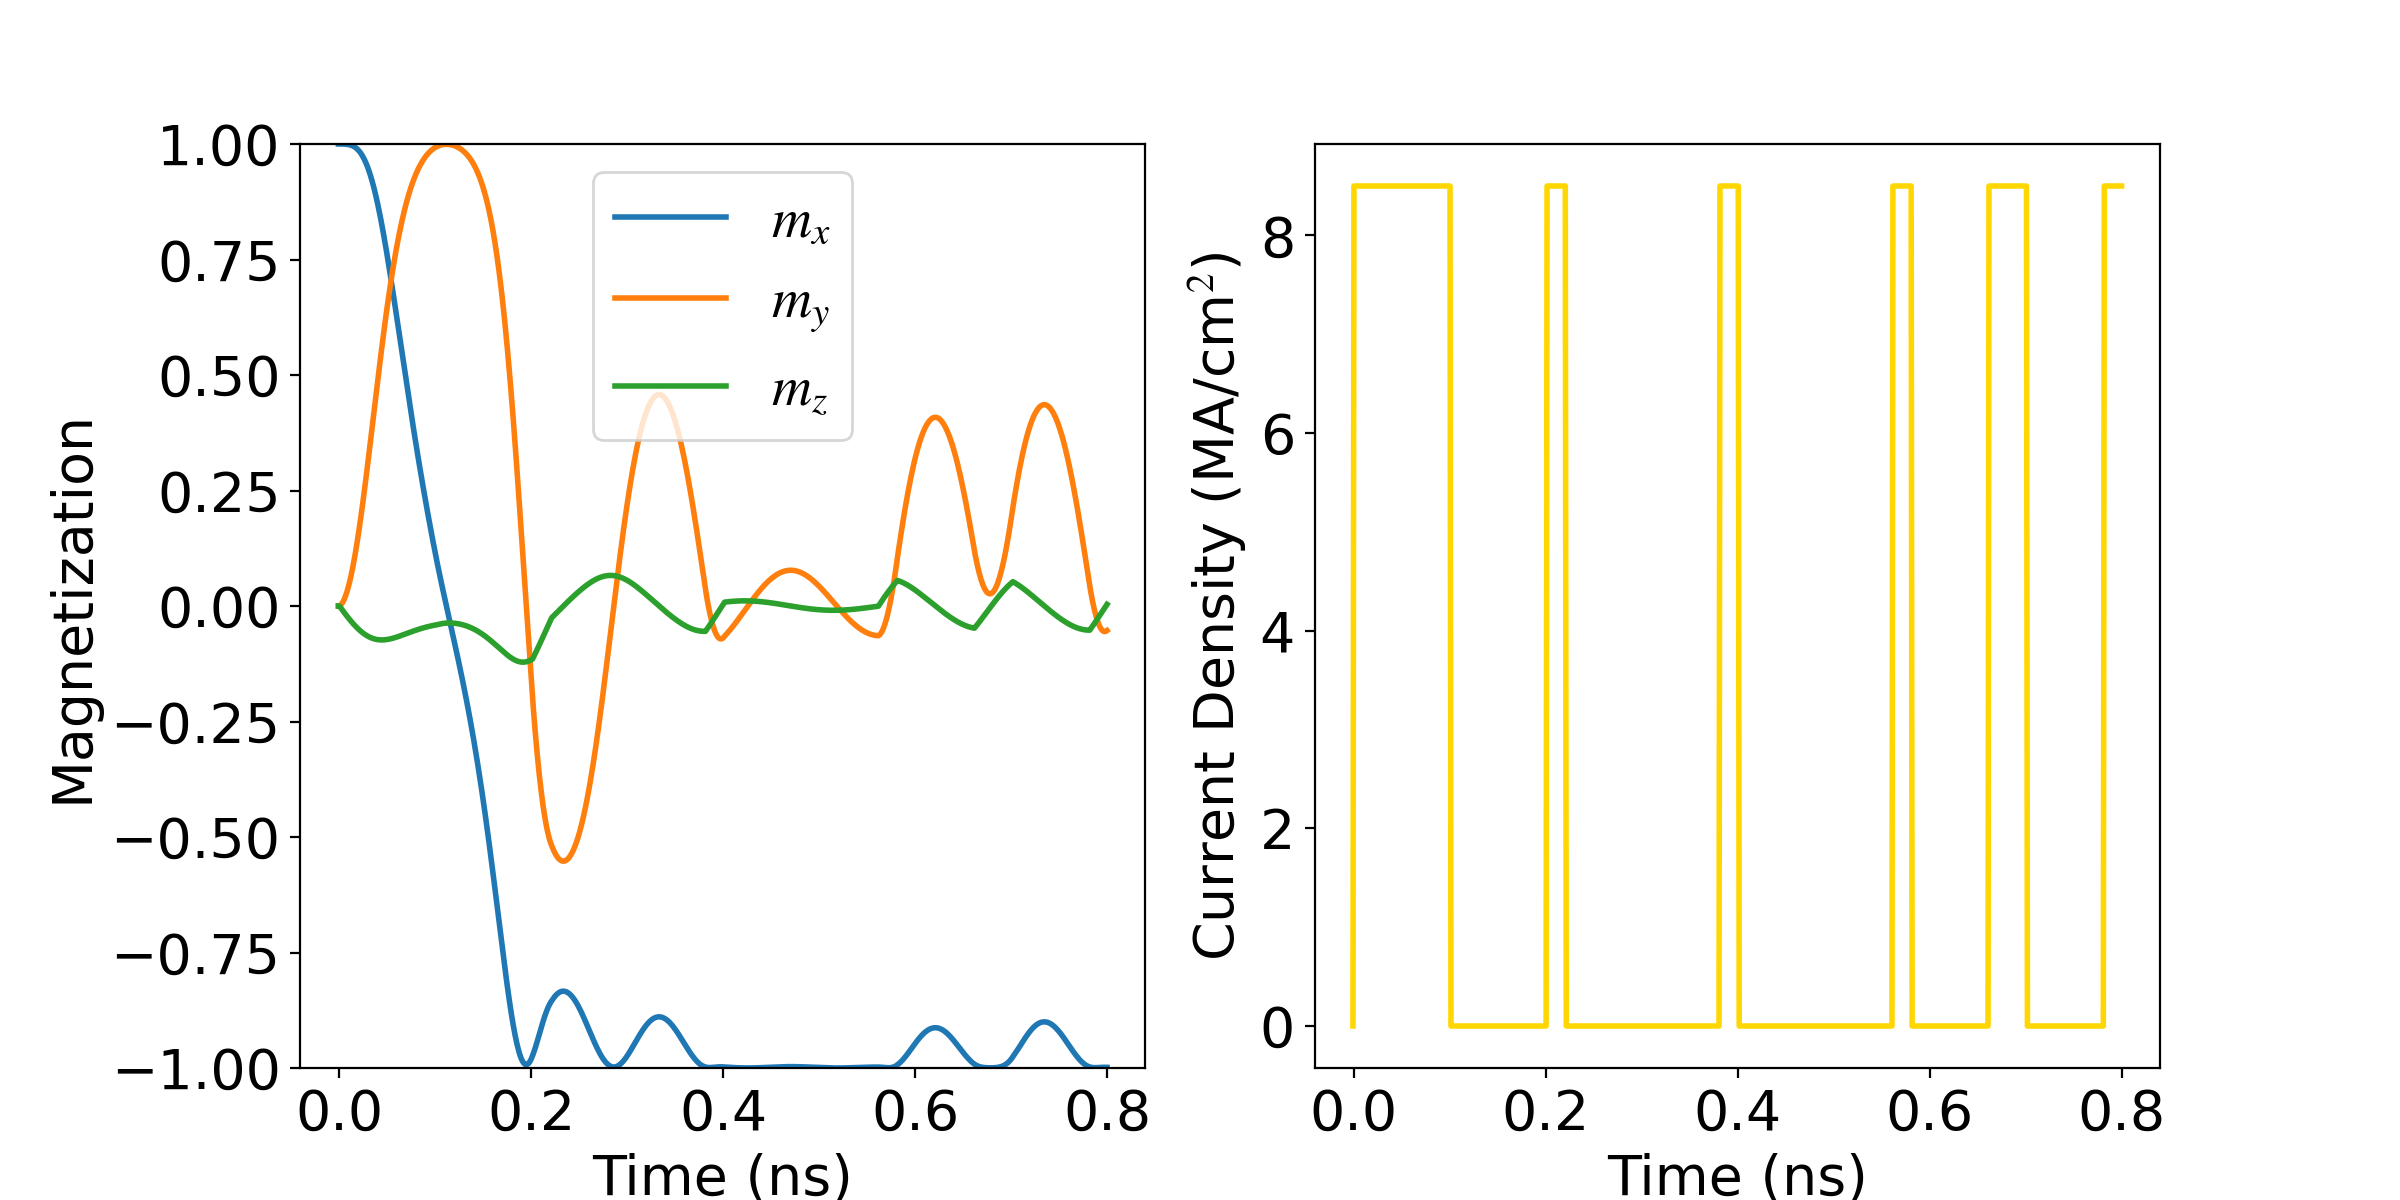 1.00
0.75
0.50
0.25
0.00
−0.25
−0.50
−0.75
−1.00
Magnetization
0.0 0.2 0.4 0.6 0.8
Time (ns)
m_x
m_y
m_z
8
6
4
2
0
Current Density (MA/cm²)
0.0 0.2 0.4 0.6 0.8
Time (ns)